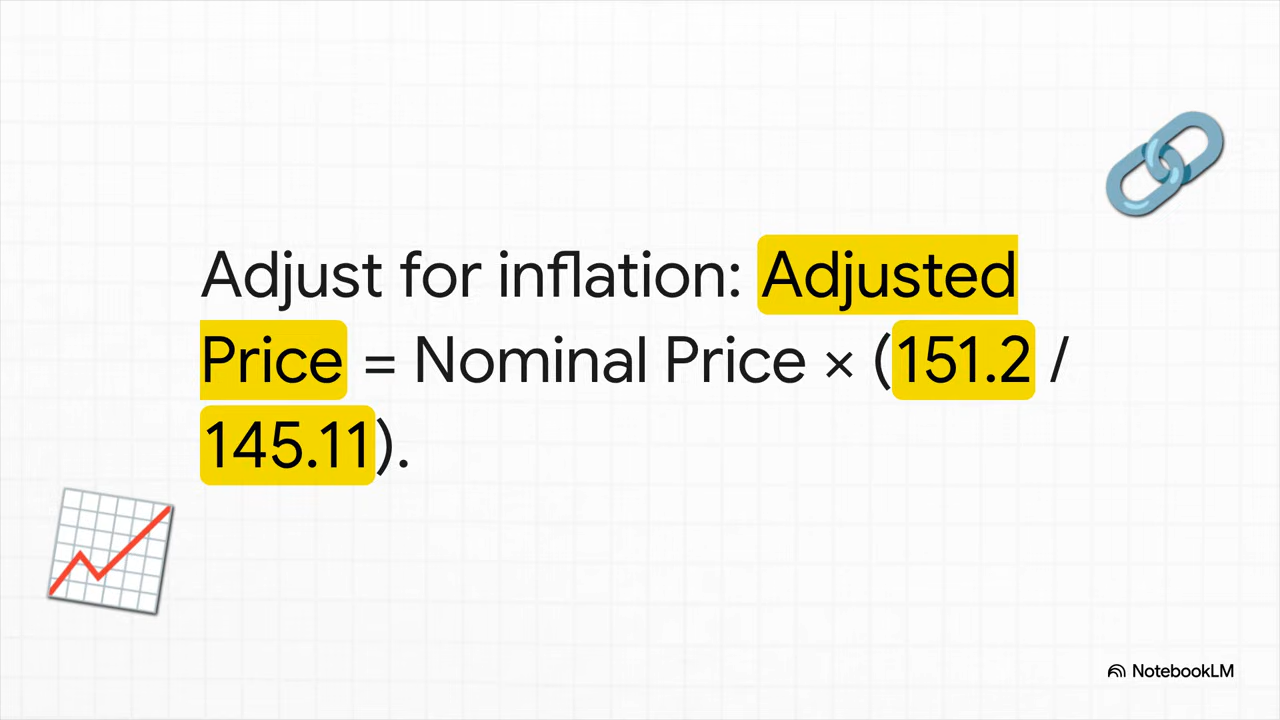 Adjust for inflation: Adjusted
Price = Nominal Price × (151.2 /
145.11).
NotebookLM